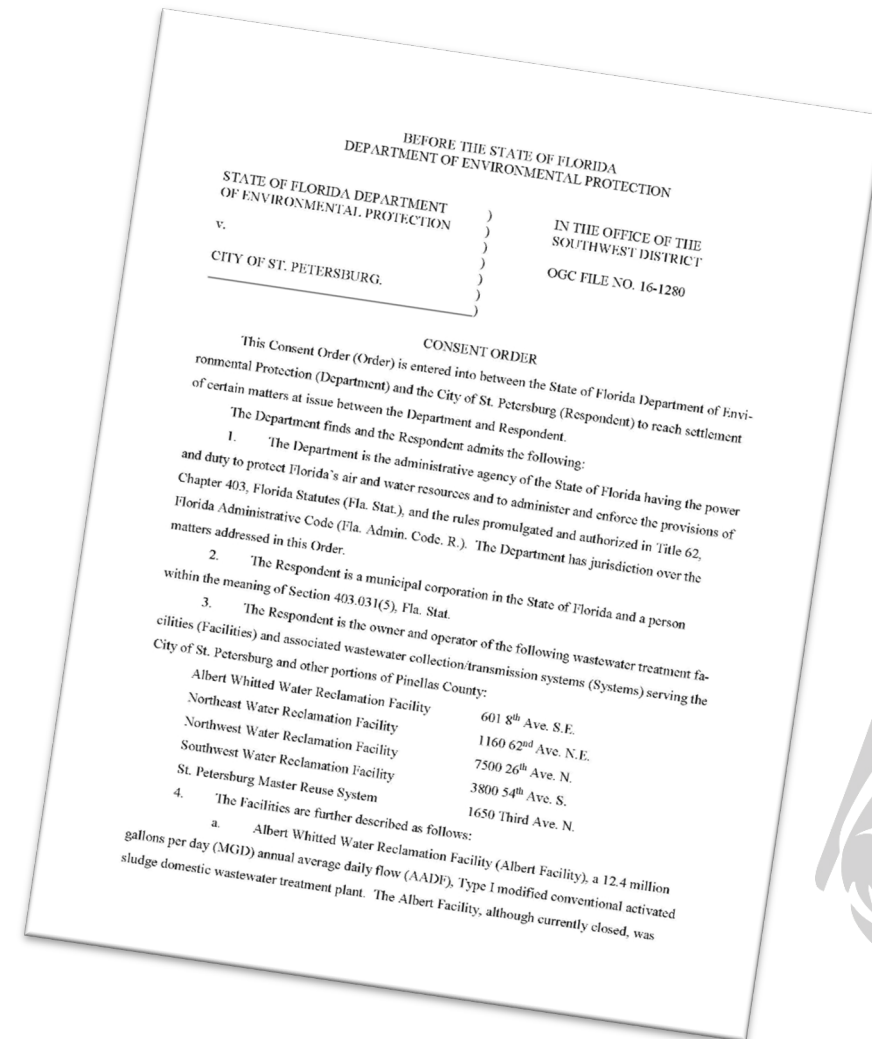 BEFORE THE STATE OF FLORIDA
DEPARTMENT OF ENVIRONMENTAL PROTECTION
STATE OF FLORIDA DEPARTMENT
OF ENVIRONMENTAL PROTECTION
v.
CITY OF ST. PETERSBURG.
)
)
)
)
)
)
)
IN THE OFFICE OF THE
SOUTHWEST DISTRICT
OGC FILE NO. 16-1280
CONSENT ORDER
This Consent Order (Order) is entered into between the State of Florida Department of Envi-
ronmental Protection (Department) and the City of St. Petersburg (Respondent) to reach settlement
of certain matters at issue between the Department and Respondent.
The Department finds and the Respondent admits the following:
1. The Department is the administrative agency of the State of Florida having the power
and duty to protect Florida's air and water resources and to administer and enforce the provisions of
Chapter 403, Florida Statutes (Fla. Stat.), and the rules promulgated and authorized in Title 62,
Florida Administrative Code (Fla. Admin. Code. R.). The Department has jurisdiction over the
matters addressed in this Order.
2. The Respondent is a municipal corporation in the State of Florida and a person
within the meaning of Section 403.031(5), Fla. Stat.
3. The Respondent is the owner and operator of the following wastewater treatment fa-
cilities (Facilities) and associated wastewater collection/transmission systems (Systems) serving the
City of St. Petersburg and other portions of Pinellas County:
Albert Whitted Water Reclamation Facility 601 8th Ave. S.E.
Northeast Water Reclamation Facility 1160 62nd Ave. N.E.
Northwest Water Reclamation Facility 7500 26th Ave. N.
Southwest Water Reclamation Facility 3800 54th Ave. S.
St. Petersburg Master Reuse System 1650 Third Ave. N.
4. The Facilities are further described as follows:
a. Albert Whitted Water Reclamation Facility (Albert Facility), a 12.4 million
gallons per day (MGD) annual average daily flow (AADF), Type I modified conventional activated
sludge domestic wastewater treatment plant. The Albert Facility, although currently closed, was